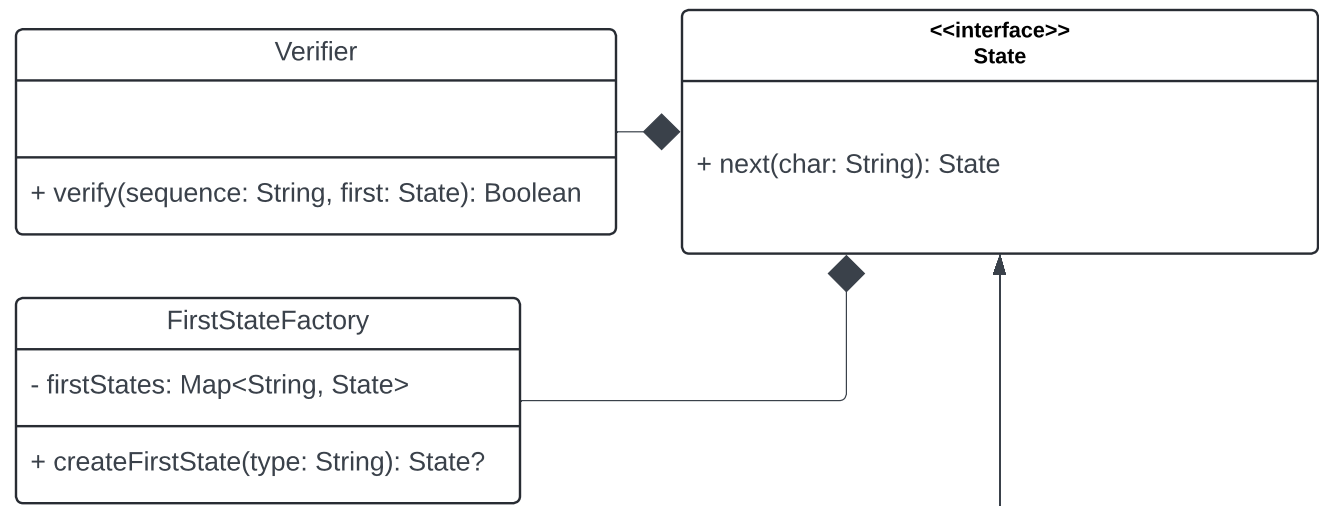 Verifier
+ verify(sequence: String, first: State): Boolean
<<interface>>
State
+ next(char: String): State
FirstStateFactory
- firstStates: Map<String, State>
+ createFirstState(type: String): State?